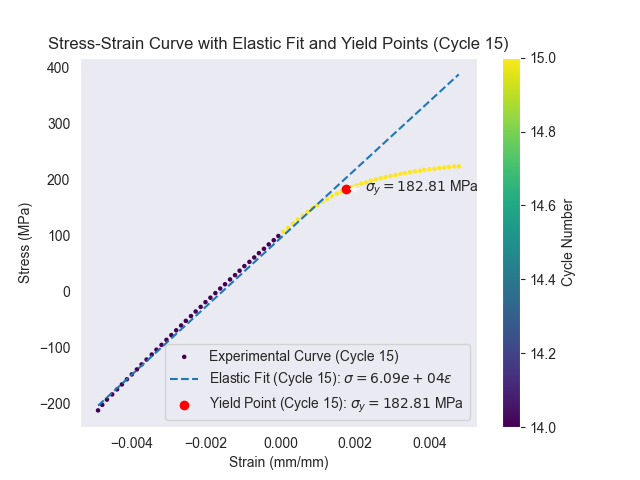 Stress-Strain Curve with Elastic Fit and Yield Points (Cycle 15)
400
300
200
100
0
−100
−200
Stress (MPa)
σy = 182.81 MPa
Experimental Curve (Cycle 15)
Elastic Fit (Cycle 15): σ = 6.09e + 04ε
Yield Point (Cycle 15): σy = 182.81 MPa
−0.004
−0.002
0.000
0.002
0.004
Strain (mm/mm)
15.0
14.8
14.6
14.4
14.2
14.0
Cycle Number